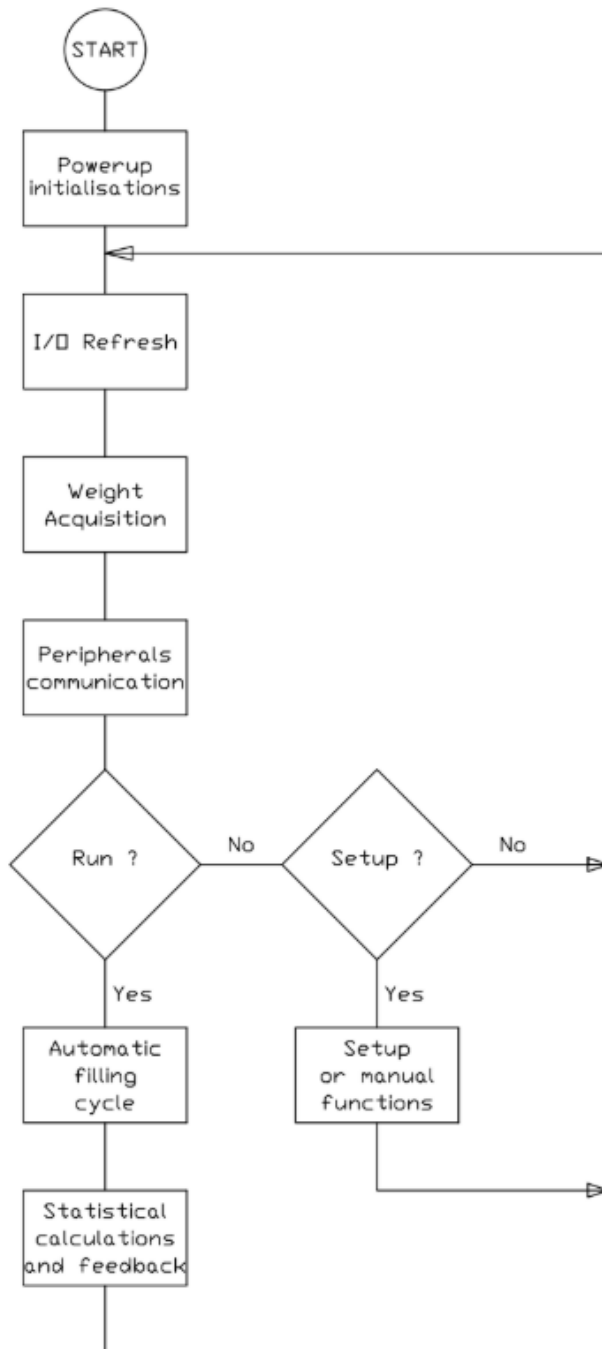 START
Powerup
initialisations
I/O Refresh
Weight
Acquisition
Peripherals
communication
Run ?
No
Setup ?
No
Yes
Yes
Automatic
filling
cycle
Setup
or manual
functions
Statistical
calculations
and feedback